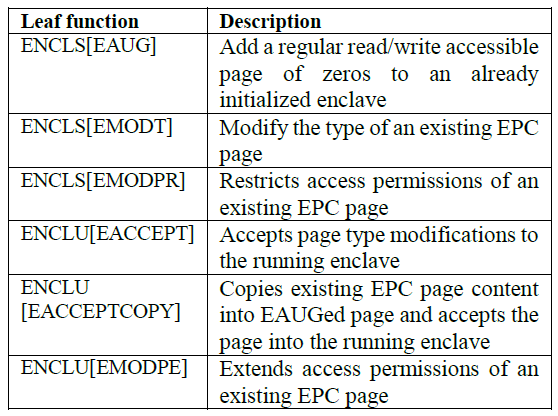 Leaf function Description
ENCLS[EAUG] Add a regular read/write accessible
page of zeros to an already
initialized enclave
ENCLS[EMODT] Modify the type of an existing EPC
page
ENCLS[EMODPR] Restricts access permissions of an
existing EPC page
ENCLU[EACCEPT] Accepts page type modifications to
the running enclave
ENCLU Copies existing EPC page content
[EACCEPTCOPY] into EAUGed page and accepts the
page into the running enclave
ENCLU[EMODPE] Extends access permissions of an
existing EPC page